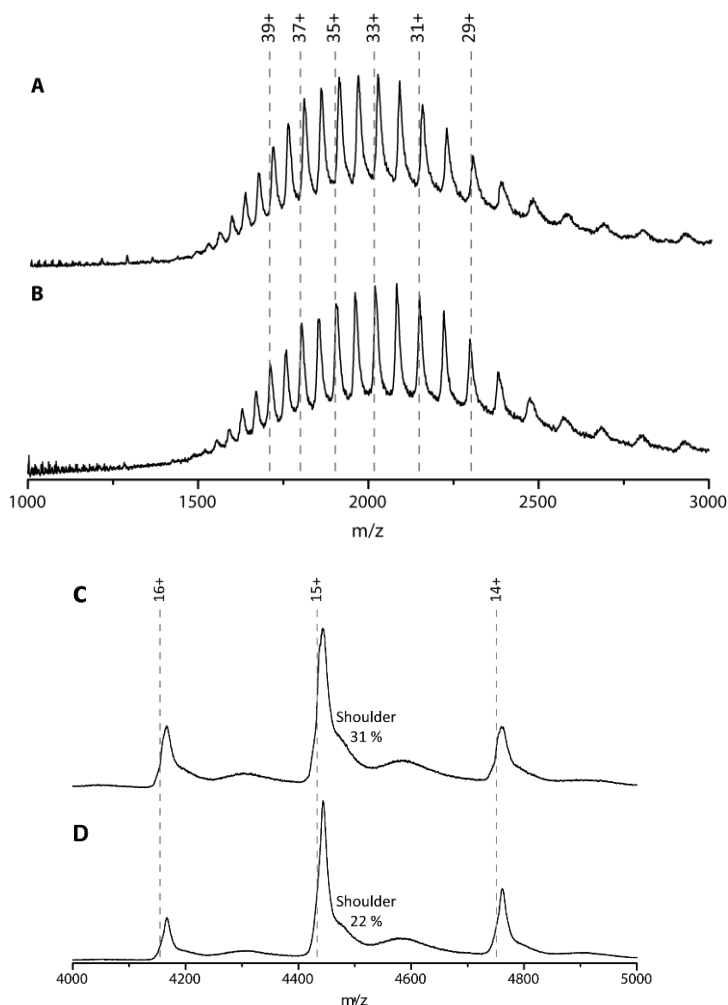 39+ 37+ 35+ 33+ 31+ 29+
A
B
1000 1500 2000 2500 3000
m/z
16+ 15+ 14+
C
Shoulder
31 %
D
Shoulder
22 %
4000 4200 4400 4600 4800 5000
m/z